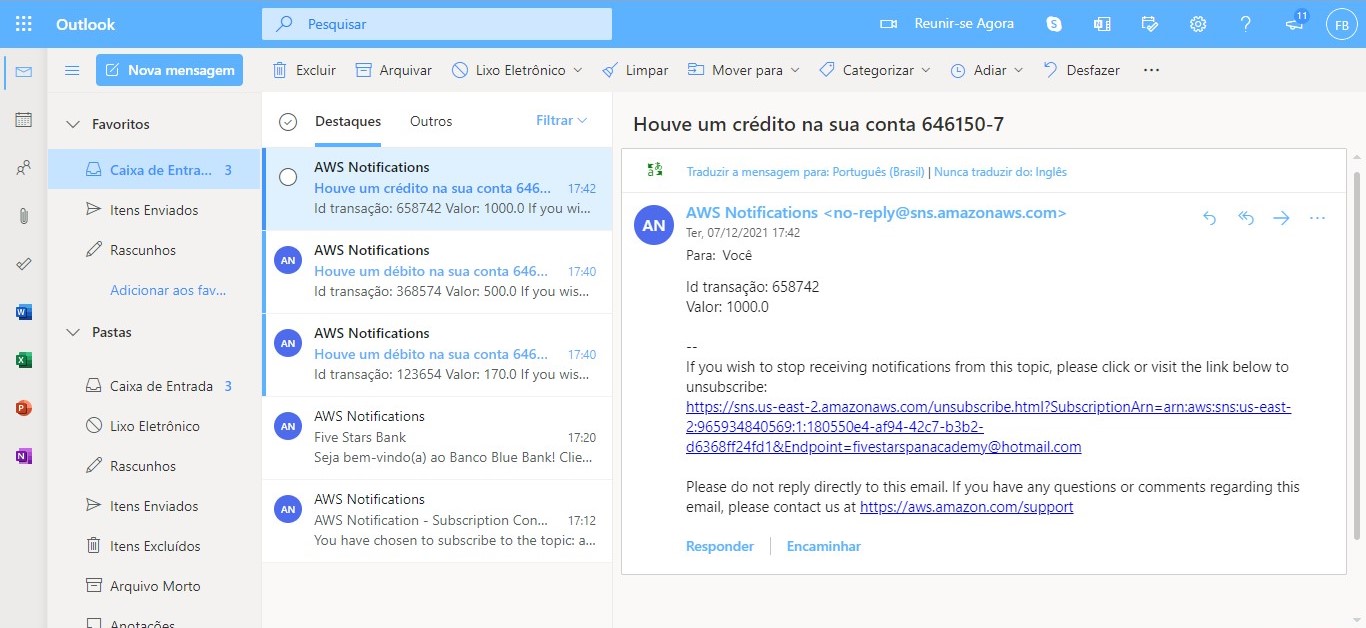 Outlook
Pesquisar
Reunir-se Agora
11
FB
Nova mensagem
Excluir
Arquivar
Lixo Eletrônico
Limpar
Mover para
Categorizar
Adiar
Desfazer
Favoritos
Caixa de Entra... 3
Itens Enviados
Rascunhos
Adicionar aos fav...
Pastas
Caixa de Entrada 3
Lixo Eletrônico
Rascunhos
Itens Enviados
Itens Excluídos
Arquivo Morto
Anotações
Destaques
Outros
Filtrar
AWS Notifications
Houve um crédito na sua conta 646... 17:42
Id transação: 658742 Valor: 1000.0 If you wi...
AN
AWS Notifications
Houve um débito na sua conta 646... 17:40
Id transação: 368574 Valor: 500.0 If you wis...
AN
AWS Notifications
Houve um débito na sua conta 646... 17:40
Id transação: 123654 Valor: 170.0 If you wis...
AN
AWS Notifications
Five Stars Bank 17:20
Seja bem-vindo(a) ao Banco Blue Bank! Clie...
AN
AWS Notifications
AWS Notification - Subscription Con... 17:12
You have chosen to subscribe to the topic: a...
Houve um crédito na sua conta 646150-7
Traduzir a mensagem para: Português (Brasil) | Nunca traduzir do: Inglês
AN
AWS Notifications <no-reply@sns.amazonaws.com>
Ter, 07/12/2021 17:42
Para: Você
Id transação: 658742
Valor: 1000.0
--
If you wish to stop receiving notifications from this topic, please click or visit the link below to
unsubscribe:
https://sns.us-east-2.amazonaws.com/unsubscribe.html?SubscriptionArn=arn:aws:sns:us-east-
2:965934840569:1:180550e4-af94-42c7-b3b2-
d6368ff24fd1&Endpoint=fivestarspanacademy@hotmail.com
Please do not reply directly to this email. If you have any questions or comments regarding this
email, please contact us at https://aws.amazon.com/support
Responder
Encaminhar